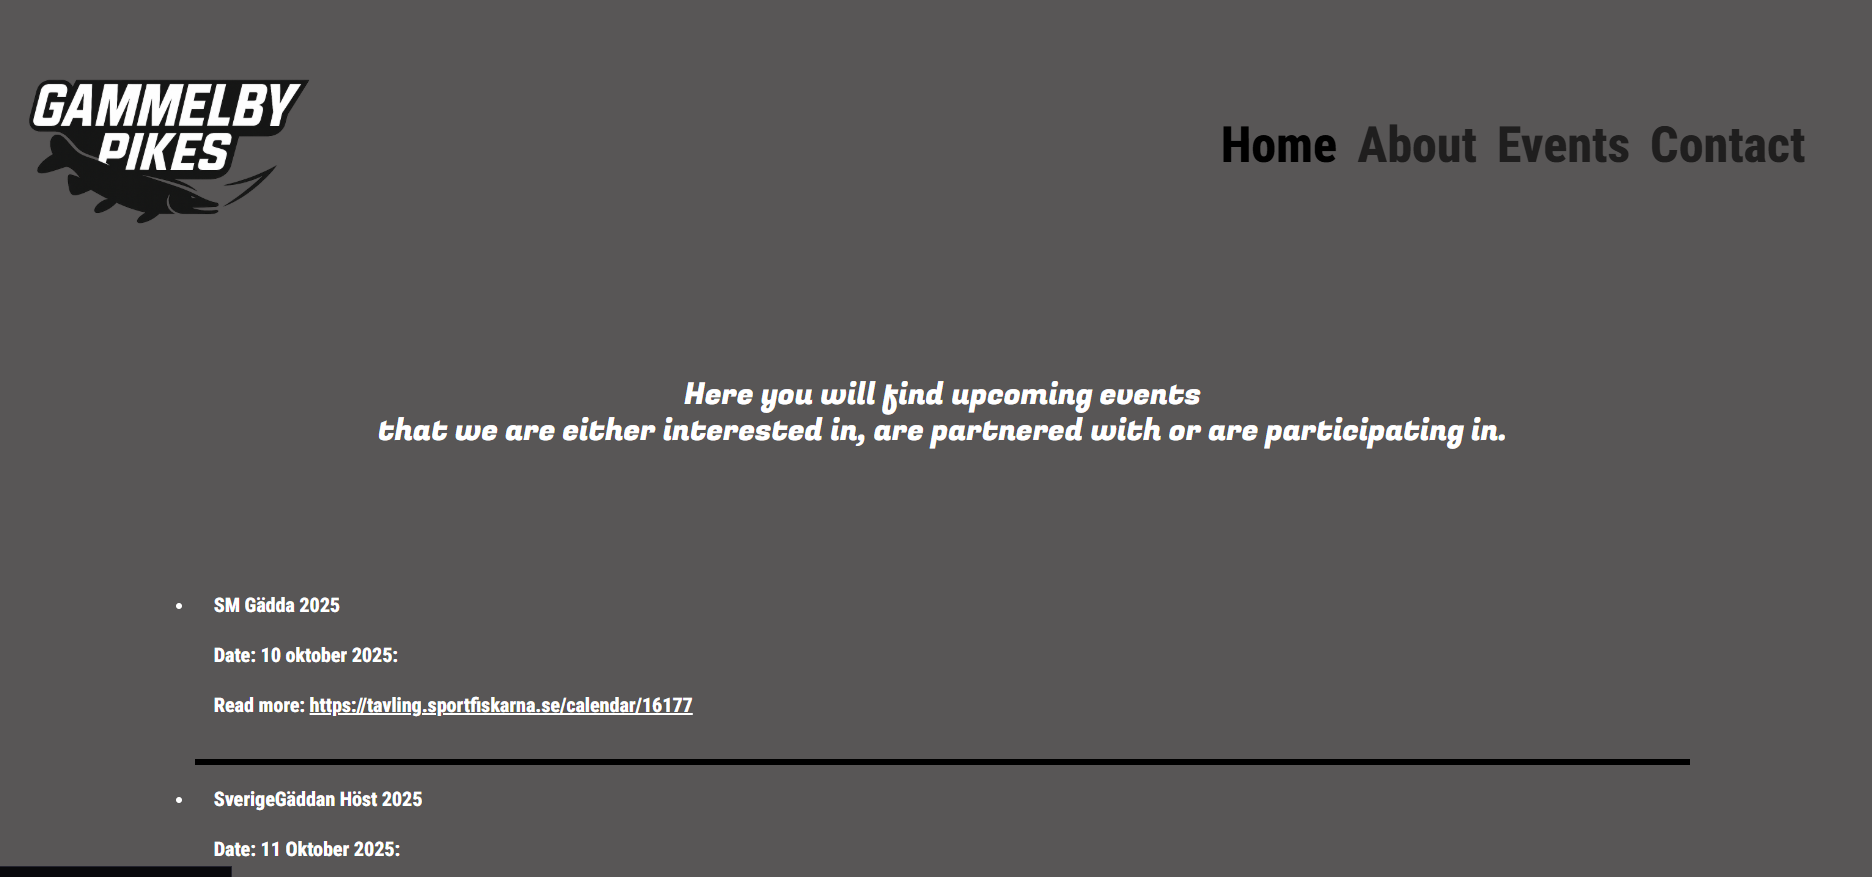 GAMMELBY
PIKES
Home About Events Contact
Here you will find upcoming events
that we are either interested in, are partnered with or are participating in.
• SM Gädda 2025
Date: 10 oktober 2025:
Read more: https://tavling.sportfiskarna.se/calendar/16177
• SverigeGäddan Höst 2025
Date: 11 Oktober 2025: